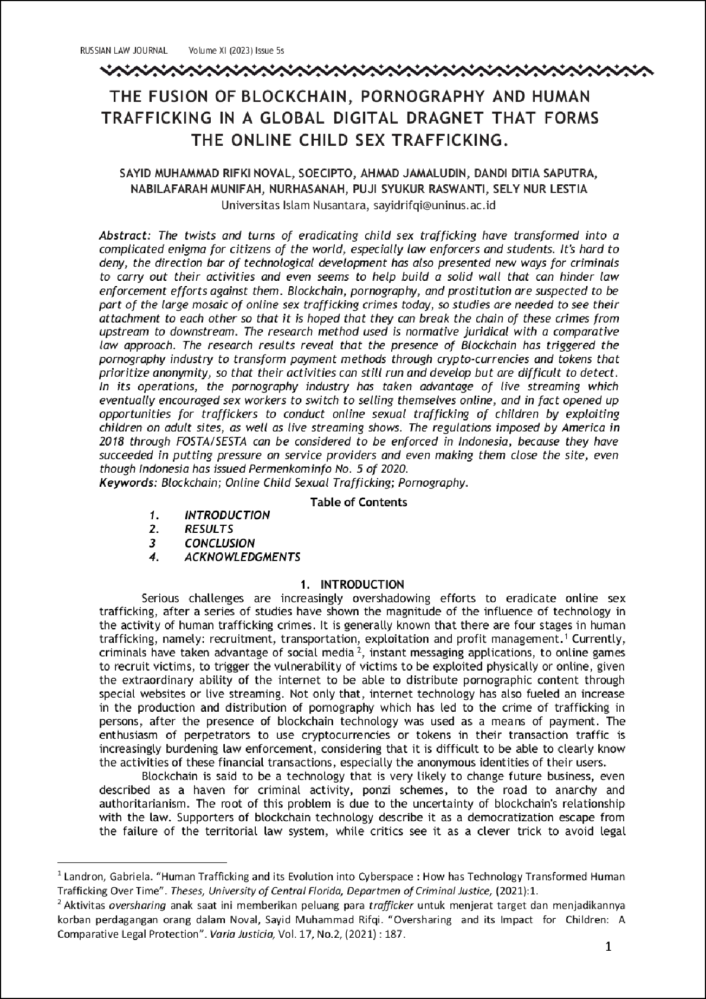 RUSSIAN LAW JOURNAL Volume XI (2023) Issue 5s
THE FUSION OF BLOCKCHAIN, PORNOGRAPHY AND HUMAN
TRAFFICKING IN A GLOBAL DIGITAL DRAGNET THAT FORMS
THE ONLINE CHILD SEX TRAFFICKING.
SAYID MUHAMMAD RIFKI NOVAL, SOECIPTO, AHMAD JAMALUDIN, DANDI DITIA SAPUTRA,
NABILAFARAH MUNIFAH, NURHASANAH, PUJI SYUKUR RASWANTI, SELY NUR LESTIA
Universitas Islam Nusantara, sayidrifqi@uninus.ac.id
Abstract: The twists and turns of eradicating child sex trafficking have transformed into a
complicated enigma for citizens of the world, especially law enforcers and students. It's hard to
deny, the direction bar of technological development has also presented new ways for criminals
to carry out their activities and even seems to help build a solid wall that can hinder law
enforcement efforts against them. Blockchain, pornography, and prostitution are suspected to be
part of the large mosaic of online sex trafficking crimes today, so studies are needed to see their
attachment to each other so that it is hoped that they can break the chain of these crimes from
upstream to downstream. The research method used is normative juridical with a comparative
law approach. The research results reveal that the presence of Blockchain has triggered the
pornography industry to transform payment methods through crypto-currencies and tokens that
prioritize anonymity, so that their activities can still run and develop but are difficult to detect.
In its operations, the pornography industry has taken advantage of live streaming which
eventually encouraged sex workers to switch to selling themselves online, and in fact opened up
opportunities for traffickers to conduct online sexual trafficking of children by exploiting
children on adult sites, as well as live streaming shows. The regulations imposed by America in
2018 through FOSTA/SESTA can be considered to be enforced in Indonesia, because they have
succeeded in putting pressure on service providers and even making them close the site, even
though Indonesia has issued Permenkominfo No. 5 of 2020.
Keywords: Blockchain; Online Child Sexual Trafficking; Pornography.
Table of Contents
1. INTRODUCTION
2. RESULTS
3 CONCLUSION
4. ACKNOWLEDGMENTS
1. INTRODUCTION
Serious challenges are increasingly overshadowing efforts to eradicate online sex
trafficking, after a series of studies have shown the magnitude of the influence of technology in
the activity of human trafficking crimes. It is generally known that there are four stages in human
trafficking, namely: recruitment, transportation, exploitation and profit management.1 Currently,
criminals have taken advantage of social media 2, instant messaging applications, to online games
to recruit victims, to trigger the vulnerability of victims to be exploited physically or online, given
the extraordinary ability of the internet to be able to distribute pornographic content through
special websites or live streaming. Not only that, internet technology has also fueled an increase
in the production and distribution of pornography which has led to the crime of trafficking in
persons, after the presence of blockchain technology was used as a means of payment. The
enthusiasm of perpetrators to use cryptocurrencies or tokens in their transaction traffic is
increasingly burdening law enforcement, considering that it is difficult to be able to clearly know
the activities of these financial transactions, especially the anonymous identities of their users.
Blockchain is said to be a technology that is very likely to change future business, even
described as a haven for criminal activity, ponzi schemes, to the road to anarchy and
authoritarianism. The root of this problem is due to the uncertainty of blockchain's relationship
with the law. Supporters of blockchain technology describe it as a democratization escape from
the failure of the territorial law system, while critics see it as a clever trick to avoid legal
1 Landron, Gabriela. “Human Trafficking and its Evolution into Cyberspace : How has Technology Transformed Human
Trafficking Over Time”. Theses, University of Central Florida, Departmen of Criminal Justice, (2021):1.
2 Aktivitas oversharing anak saat ini memberikan peluang para trafficker untuk menjerat target dan menjadikannya
korban perdagangan orang dalam Noval, Sayid Muhammad Rifqi. “Oversharing and its Impact for Children: A
Comparative Legal Protection”. Varia Justicia, Vol. 17, No.2, (2021) : 187.
1